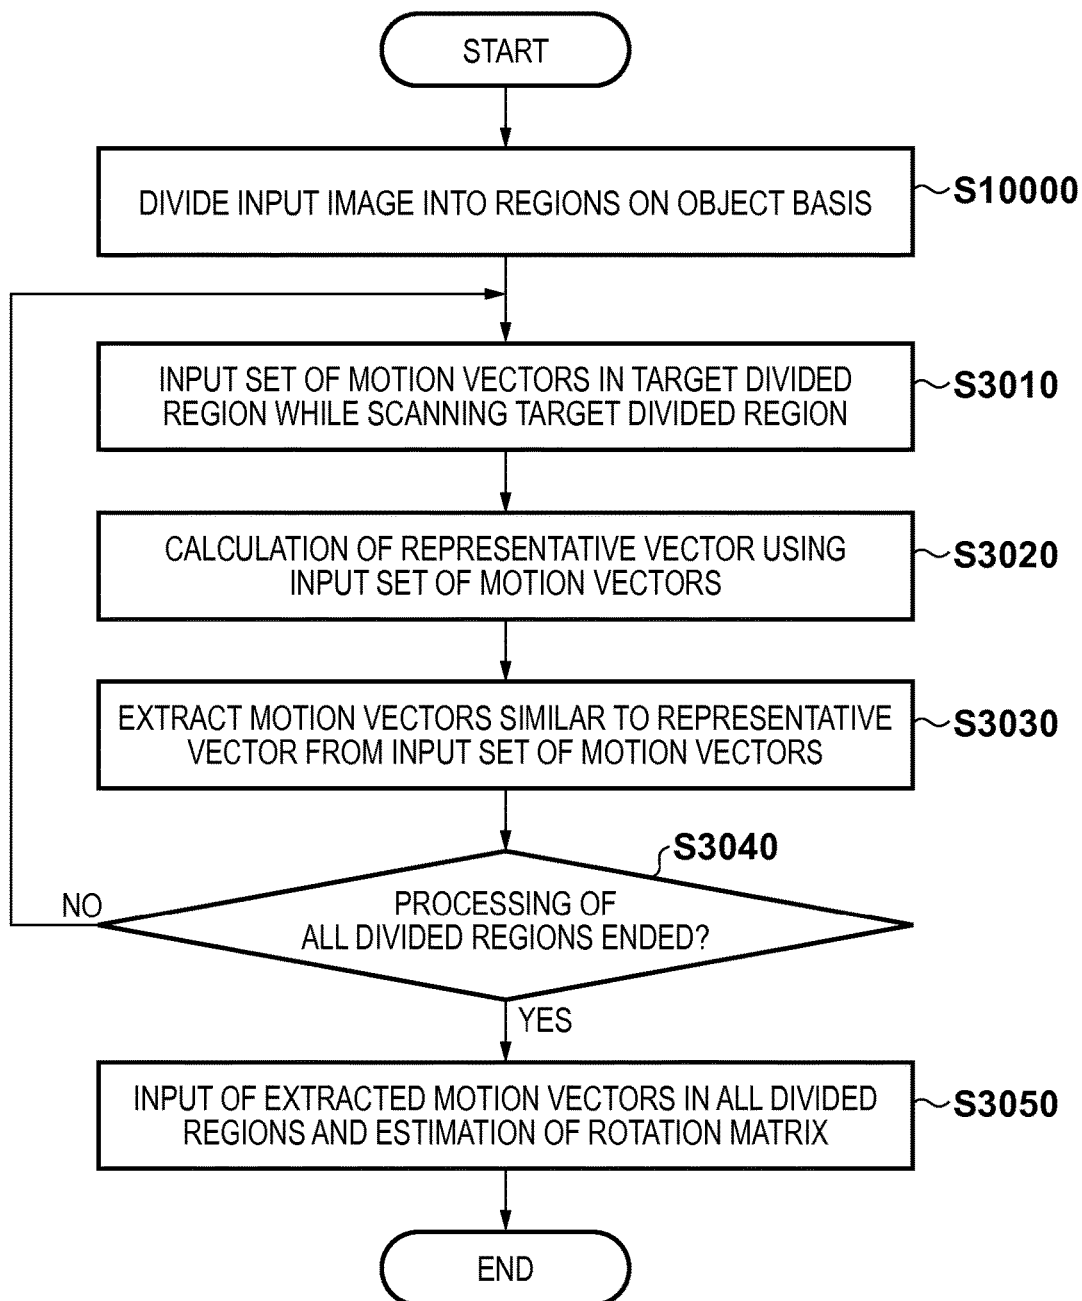 START
DIVIDE INPUT IMAGE INTO REGIONS ON OBJECT BASIS
S10000
INPUT SET OF MOTION VECTORS IN TARGET DIVIDED
REGION WHILE SCANNING TARGET DIVIDED REGION
S3010
CALCULATION OF REPRESENTATIVE VECTOR USING
INPUT SET OF MOTION VECTORS
S3020
EXTRACT MOTION VECTORS SIMILAR TO REPRESENTATIVE
VECTOR FROM INPUT SET OF MOTION VECTORS
S3030
S3040
PROCESSING OF
ALL DIVIDED REGIONS ENDED?
NO
YES
INPUT OF EXTRACTED MOTION VECTORS IN ALL DIVIDED
REGIONS AND ESTIMATION OF ROTATION MATRIX
S3050
END